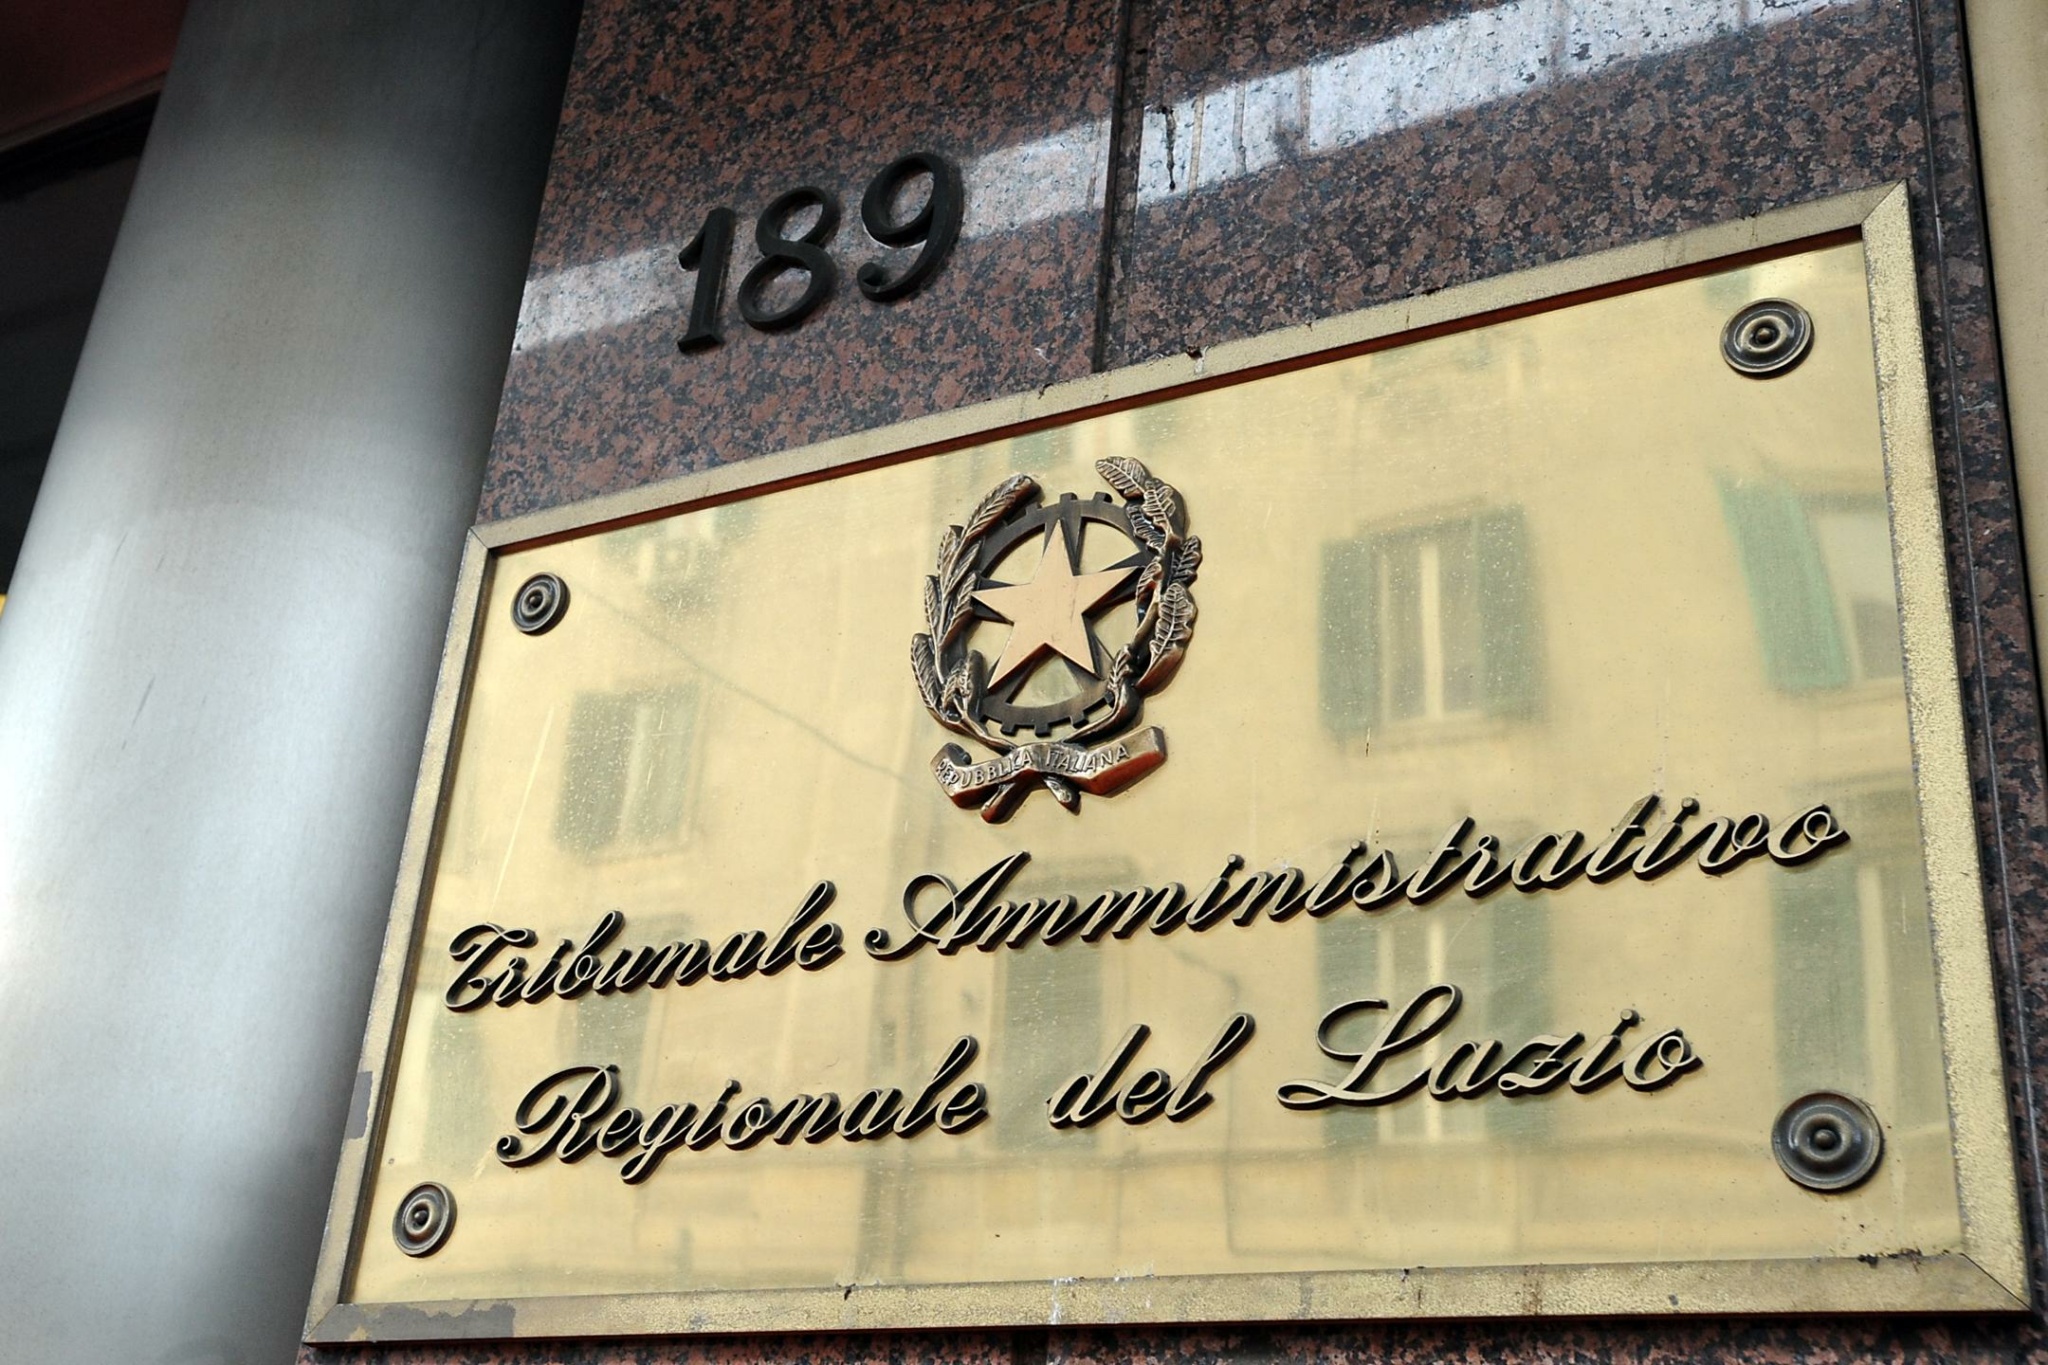 189
REPUBBLICA ITALIANA
Tribunale Amministrativo
Regionale del Lazio